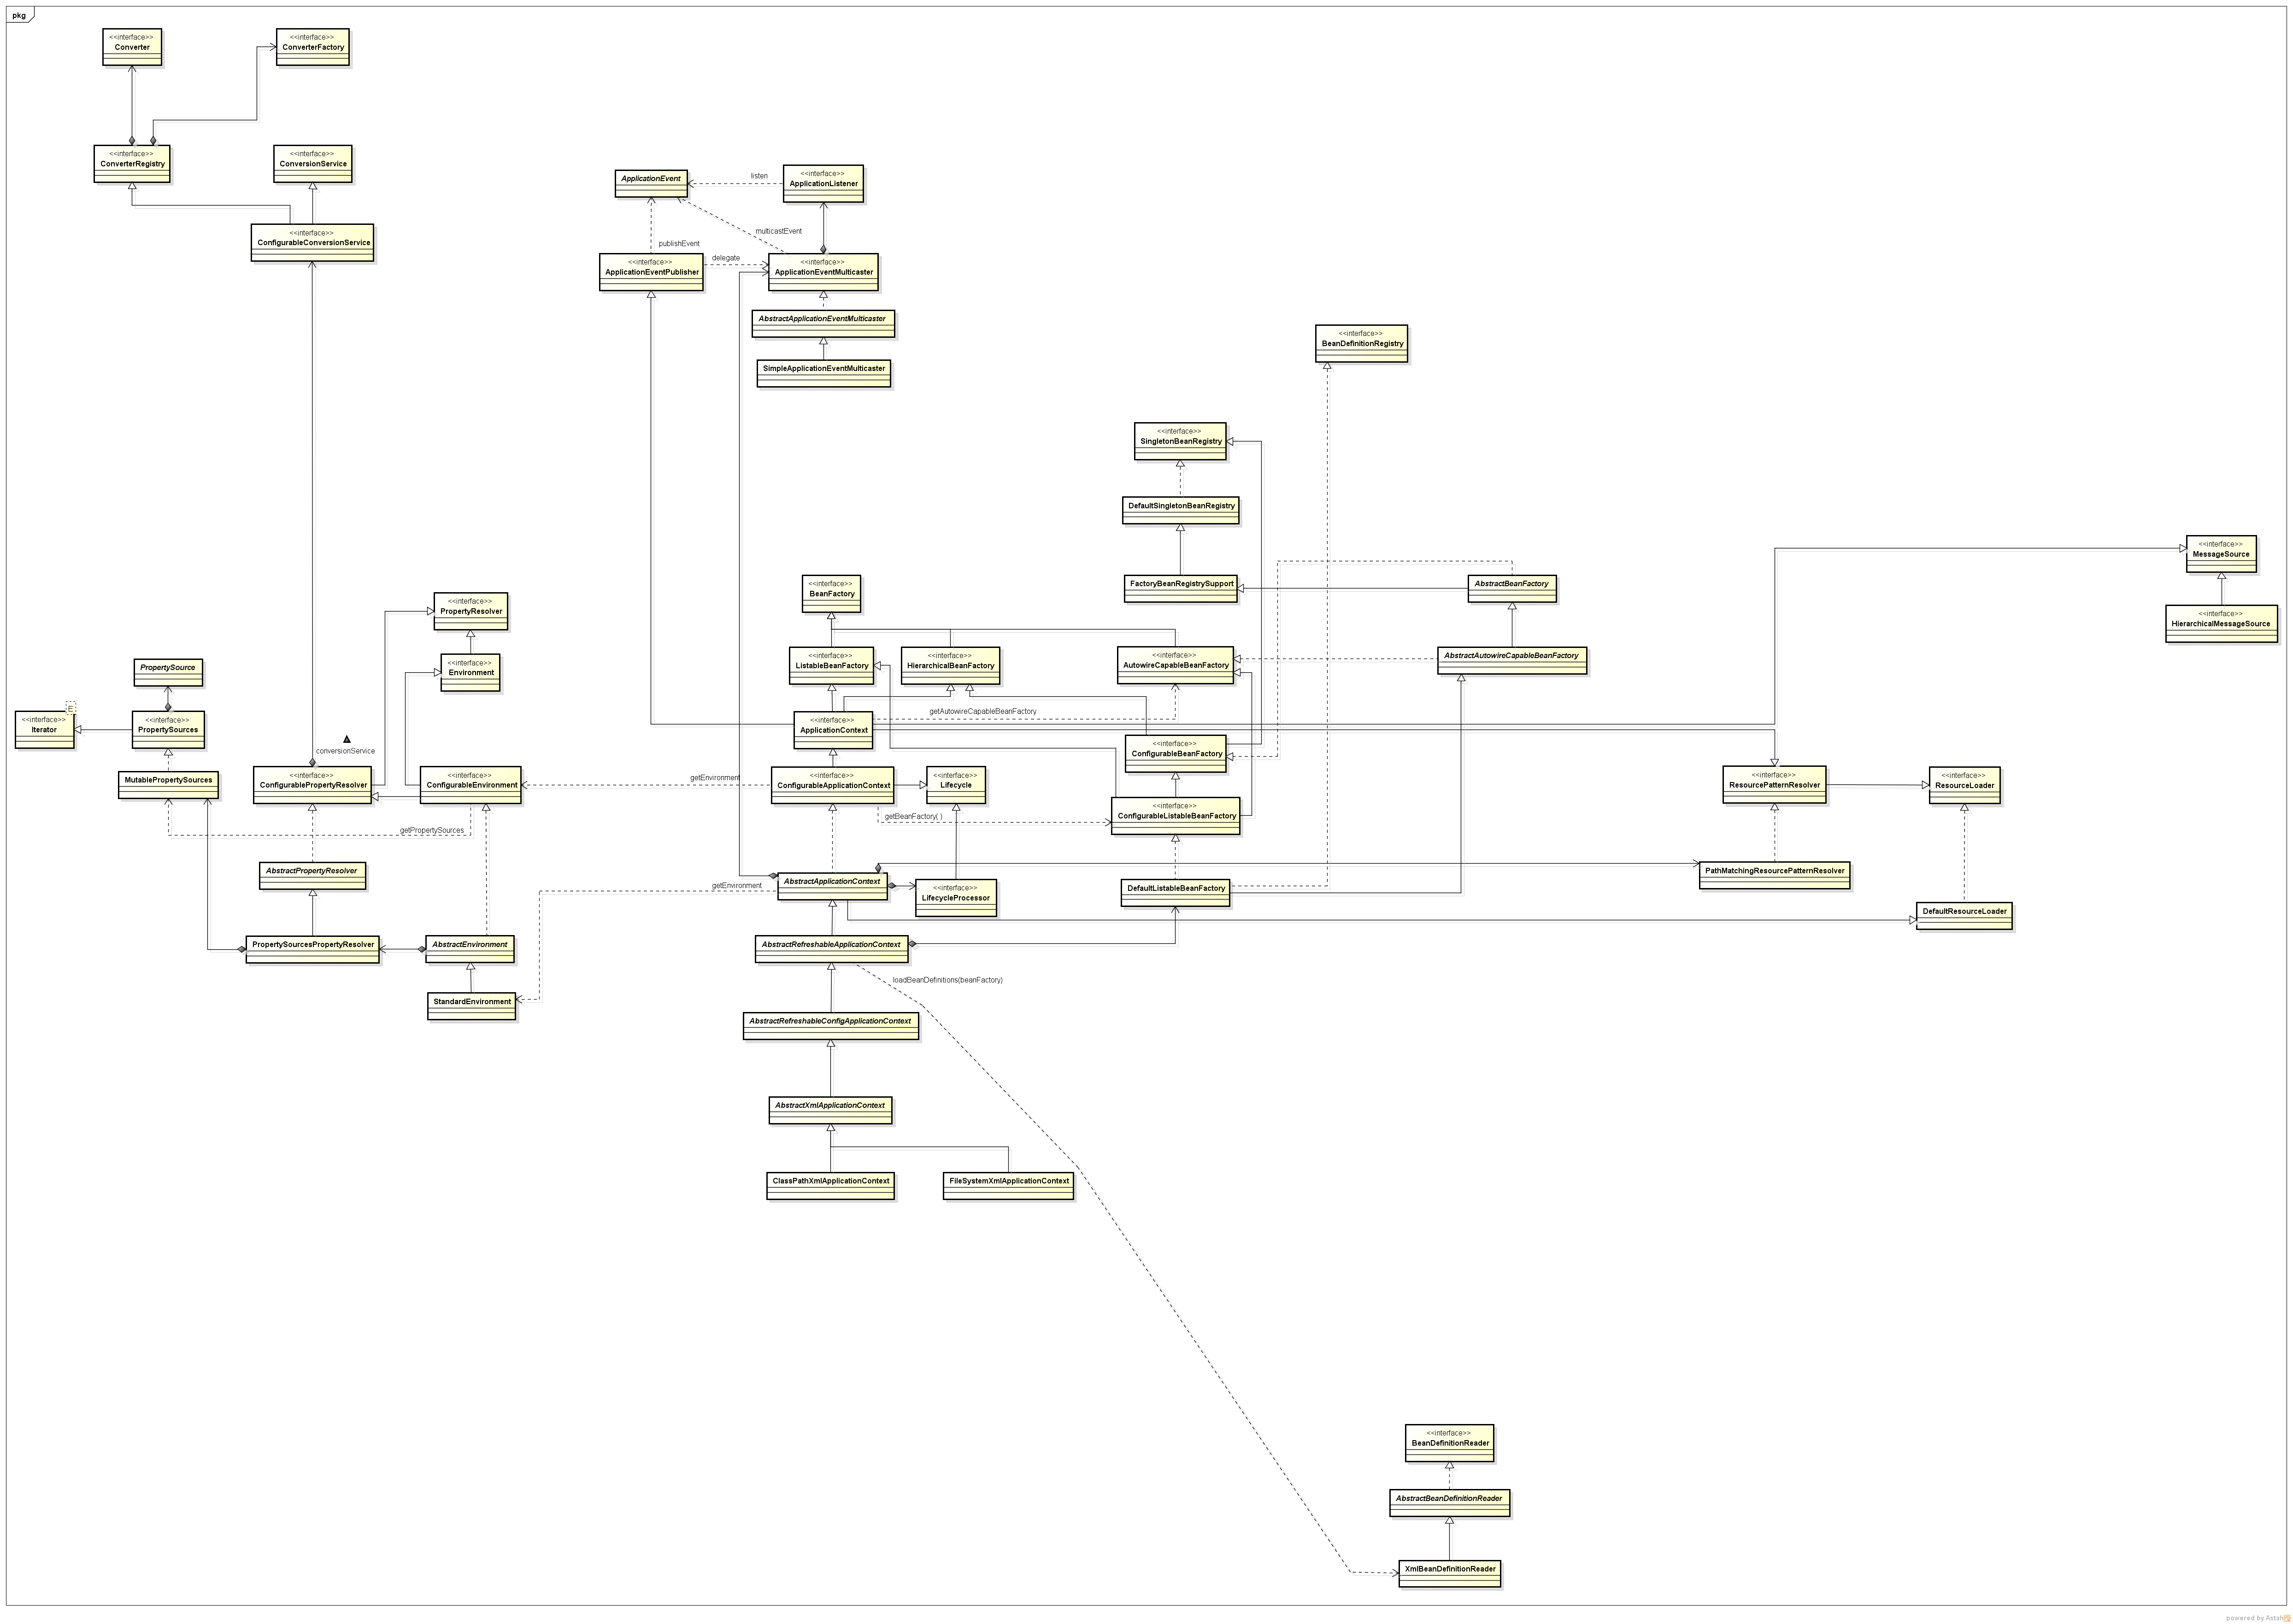 pkg
<<interface>>
Converter
<<interface>>
ConverterFactory
<<interface>>
ConverterRegistry
<<interface>>
ConversionService
<<interface>>
ConfigurableConversionService
ApplicationEvent
listen
<<interface>>
ApplicationListener
multicastEvent
publishEvent
<<interface>>
ApplicationEventPublisher
delegate
<<interface>>
ApplicationEventMulticaster
AbstractApplicationEventMulticaster
SimpleApplicationEventMulticaster
<<interface>>
BeanDefinitionRegistry
<<interface>>
SingletonBeanRegistry
DefaultSingletonBeanRegistry
FactoryBeanRegistrySupport
AbstractBeanFactory
<<interface>>
MessageSource
<<interface>>
HierarchicalMessageSource
<<interface>>
BeanFactory
<<interface>>
PropertyResolver
<<interface>>
Environment
<<interface>>
ListableBeanFactory
<<interface>>
HierarchicalBeanFactory
<<interface>>
AutowireCapableBeanFactory
AbstractAutowireCapableBeanFactory
PropertySource
E
<<interface>>
Iterator
<<interface>>
PropertySources
conversionService
getAutowireCapableBeanFactory
<<interface>>
ApplicationContext
<<interface>>
ConfigurableBeanFactory
MutablePropertySources
<<interface>>
ConfigurablePropertyResolver
<<interface>>
ConfigurableEnvironment
getEnvironment
<<interface>>
ConfigurableApplicationContext
<<interface>>
Lifecycle
<<interface>>
ResourcePatternResolver
<<interface>>
ResourceLoader
getBeanFactory( )
<<interface>>
ConfigurableListableBeanFactory
getPropertySources
AbstractPropertyResolver
getEnvironment
AbstractApplicationContext
<<interface>>
LifecycleProcessor
DefaultListableBeanFactory
PathMatchingResourcePatternResolver
DefaultResourceLoader
PropertySourcesPropertyResolver
AbstractEnvironment
AbstractRefreshableApplicationContext
loadBeanDefinitions(beanFactory)
StandardEnvironment
AbstractRefreshableConfigApplicationContext
AbstractXmlApplicationContext
ClassPathXmlApplicationContext
FileSystemXmlApplicationContext
<<interface>>
BeanDefinitionReader
AbstractBeanDefinitionReader
XmlBeanDefinitionReader
powered by Astah